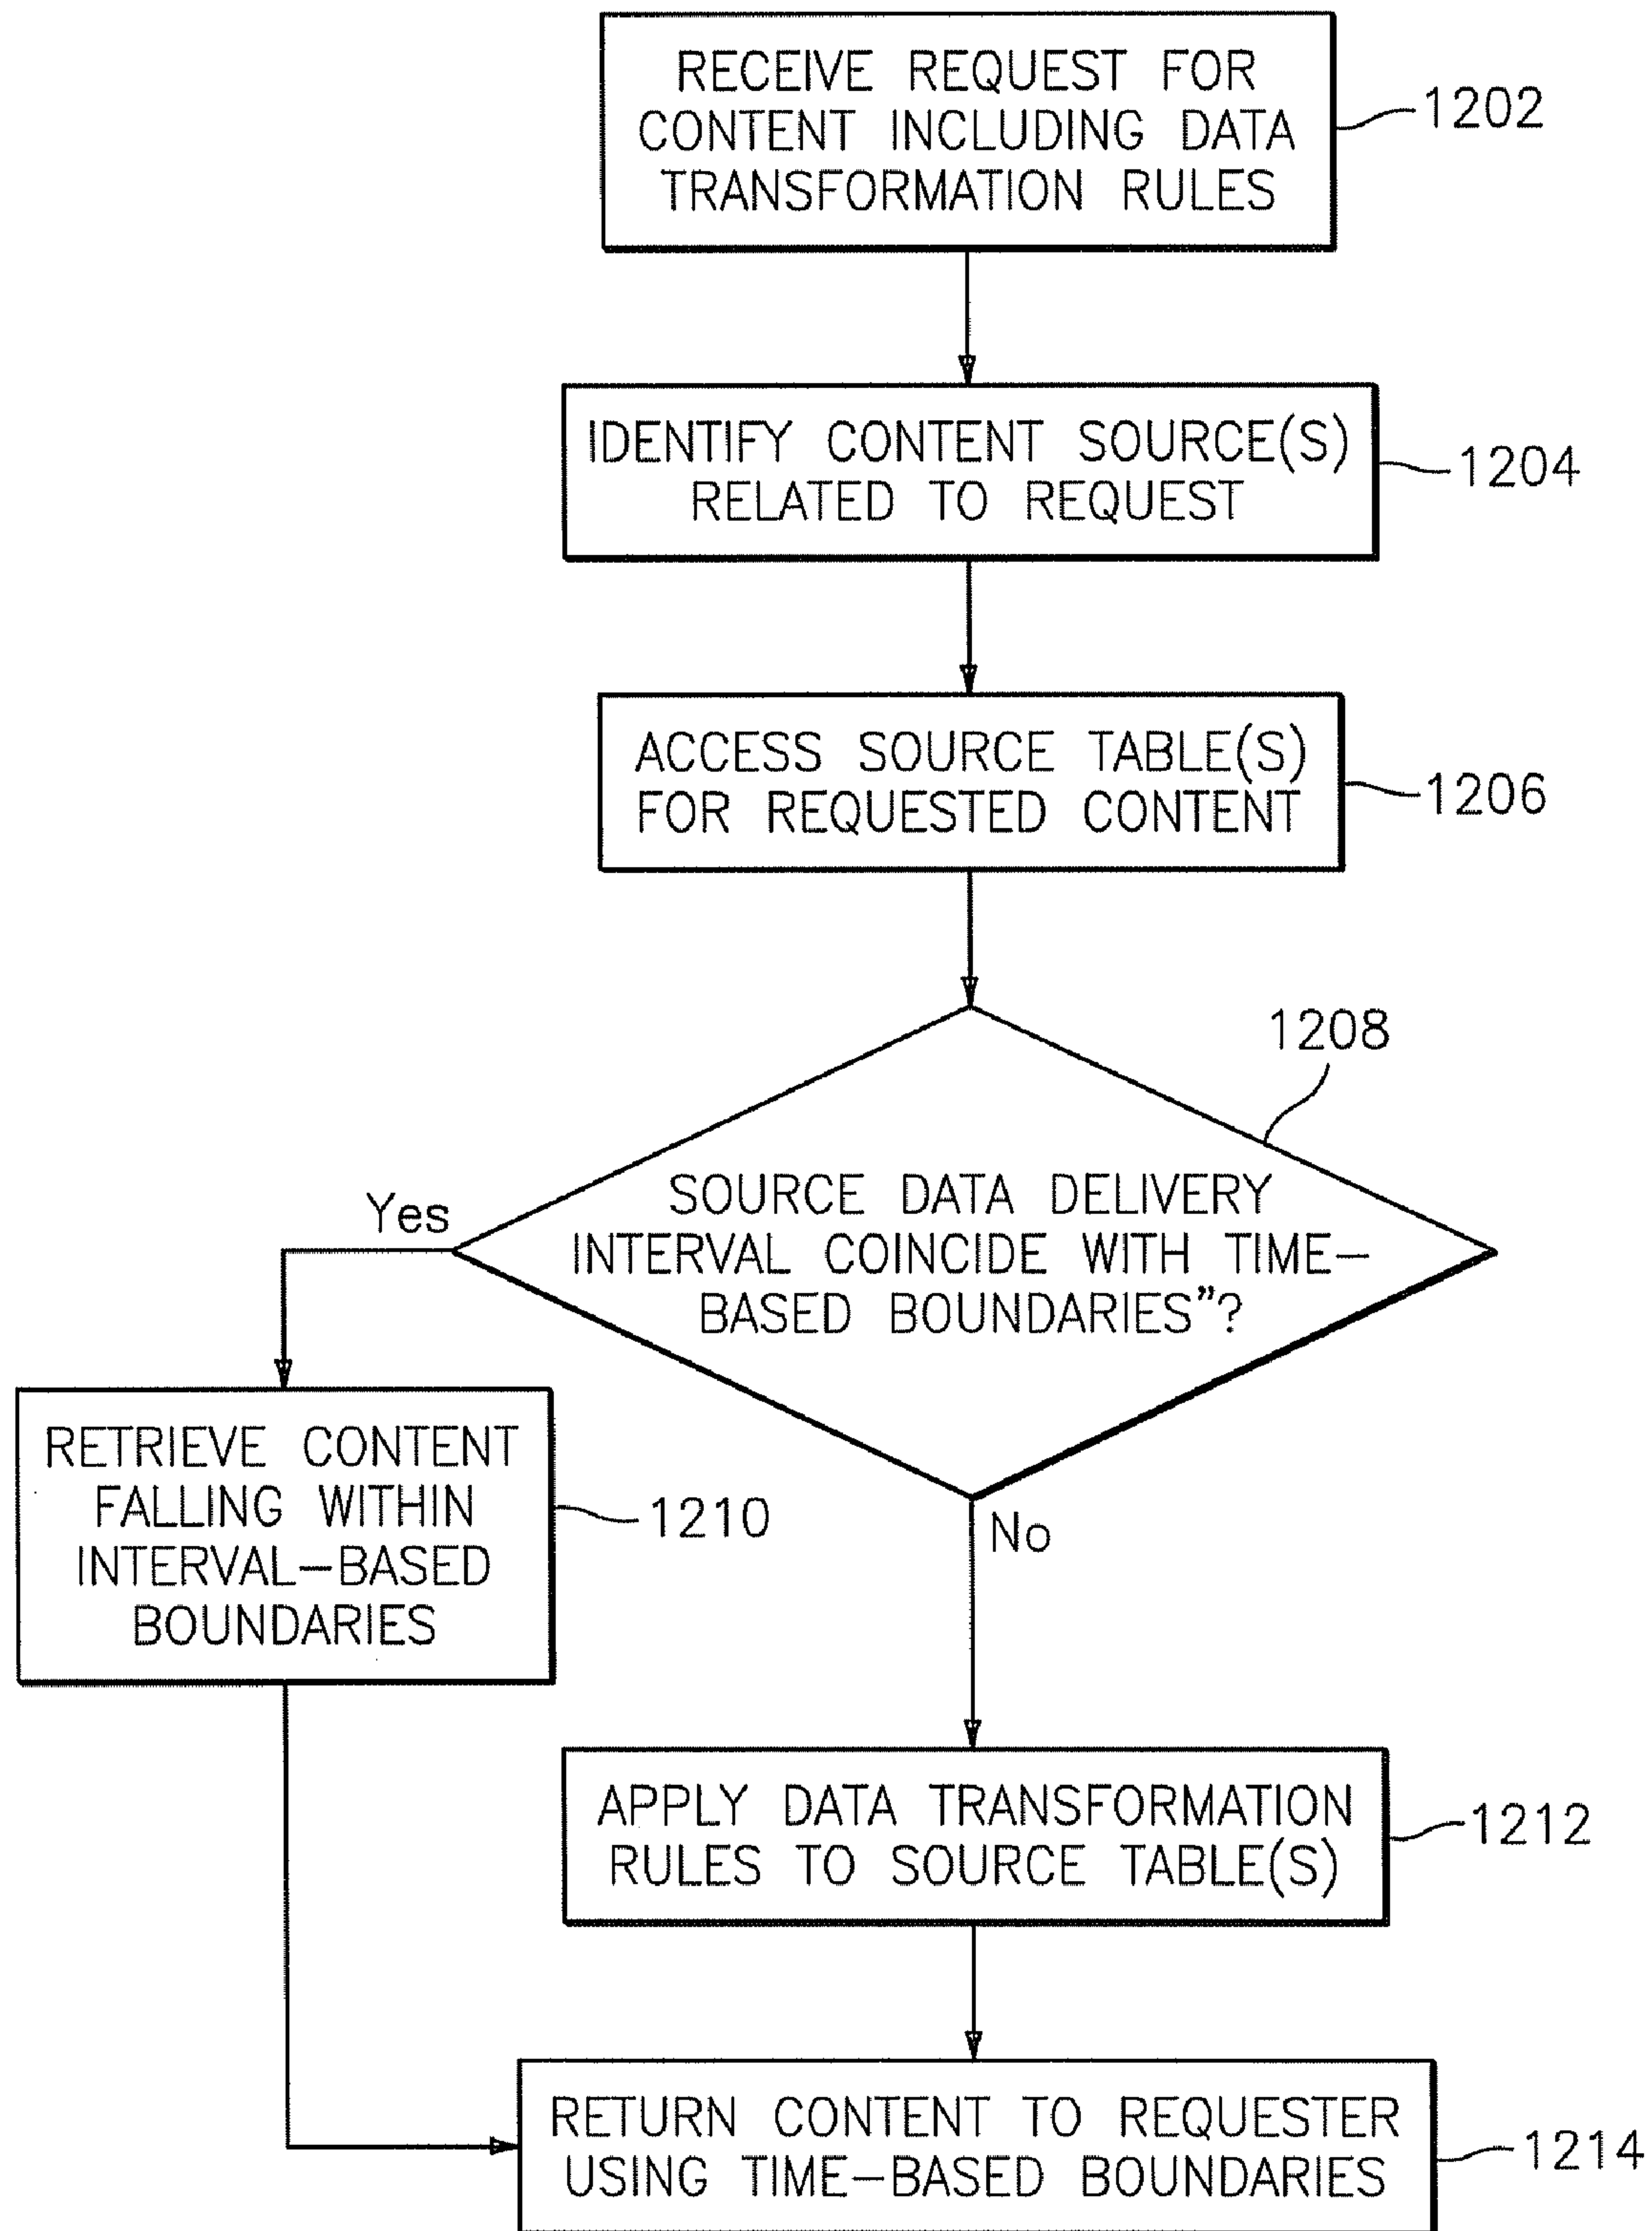 RECEIVE REQUEST FOR
CONTENT INCLUDING DATA
TRANSFORMATION RULES
1202
IDENTIFY CONTENT SOURCE(S)
RELATED TO REQUEST
1204
ACCESS SOURCE TABLE(S)
FOR REQUESTED CONTENT
1206
1208
SOURCE DATA DELIVERY
INTERVAL COINCIDE WITH TIME-
BASED BOUNDARIES"?
Yes
No
RETRIEVE CONTENT
FALLING WITHIN
INTERVAL-BASED
BOUNDARIES
1210
APPLY DATA TRANSFORMATION
RULES TO SOURCE TABLE(S)
1212
RETURN CONTENT TO REQUESTER
USING TIME-BASED BOUNDARIES
1214